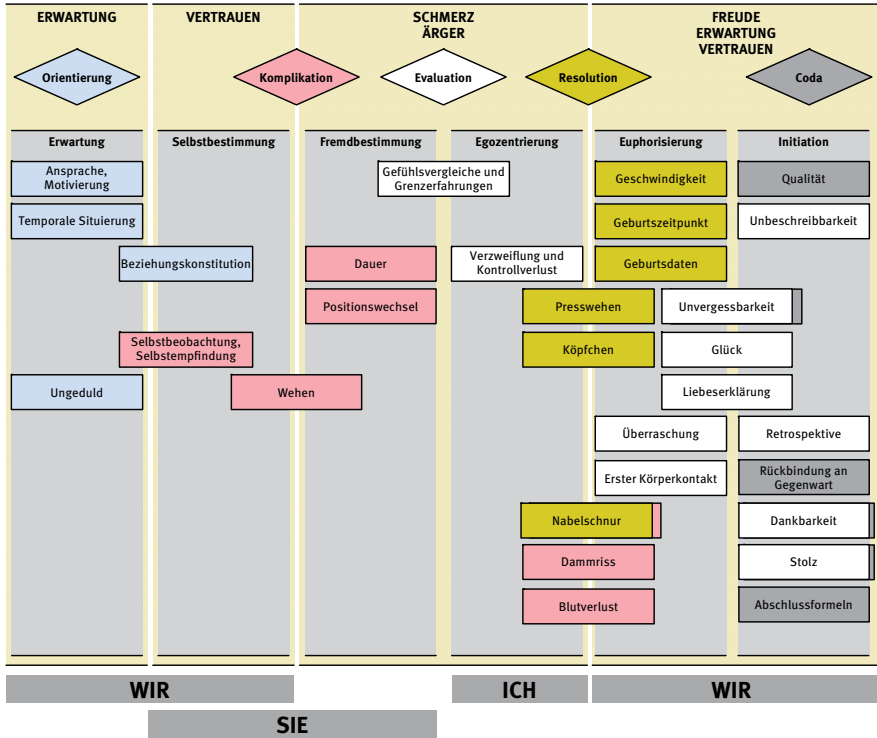 ERWARTUNG
VERTRAUEN
SCHMERZ
ÄRGER
FREUDE
ERWARTUNG
VERTRAUEN
Orientierung
Komplikation
Evaluation
Resolution
Coda
Erwartung
Selbstbestimmung
Fremdbestimmung
Egozentrierung
Euphorisierung
Initiation
Ansprache,
Motivierung
Gefühlsvergleiche und
Grenzerfahrungen
Geschwindigkeit
Qualität
Temporale Situierung
Geburtszeitpunkt
Unbeschreibbarkeit
Beziehungskonstitution
Dauer
Verzweiflung und
Kontrollverlust
Geburtsdaten
Positionswechsel
Presswehen
Unvergessbarkeit
Selbstbeobachtung,
Selbstempfindung
Köpfchen
Glück
Ungeduld
Wehen
Liebeserklärung
Überraschung
Retrospektive
Erster Körperkontakt
Rückbindung an
Gegenwart
Nabelschnur
Dankbarkeit
Dammriss
Stolz
Blutverlust
Abschlussformeln
WIR
ICH
WIR
SIE